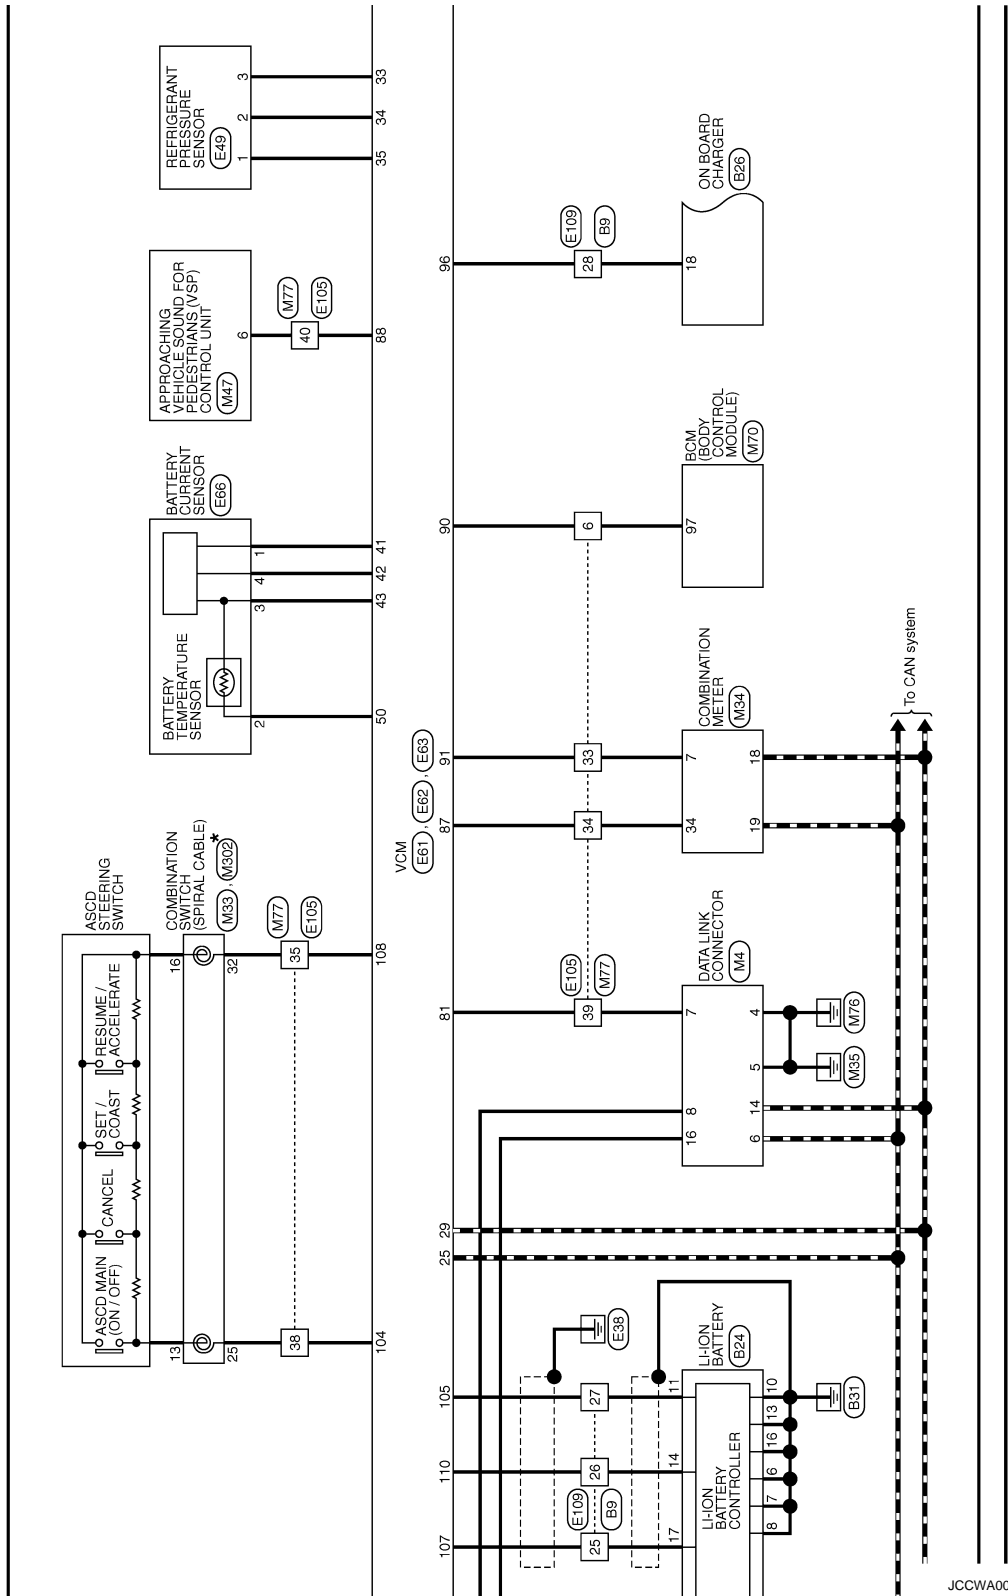 REFRIGERANT
PRESSURE
SENSOR
E49
3
2
1
33
34
35
APPROACHING
VEHICLE SOUND FOR
PEDESTRIANS (VSP)
CONTROL UNIT
M47
6
M77
40
E105
88
BATTERY
CURRENT
SENSOR
E66
1
4
3
41
42
43
BATTERY
TEMPERATURE
SENSOR
2
50
ASCD
STEERING
SWITCH
RESUME /
ACCELERATE
SET /
COAST
CANCEL
ASCD MAIN
(ON / OFF)
COMBINATION
SWITCH
(SPIRAL CABLE)
M33 , M302 *
16
32
13
25
M77
35
E105
38
108
104
ON BOARD
CHARGER
B26
96
E109
28
B9
18
BCM
(BODY
CONTROL
MODULE)
M70
90
6
97
COMBINATION
METER
M34
VCM
E61 , E62 , E63
91
33
7
18
87
34
34
19
To CAN system
DATA LINK
CONNECTOR
M4
81
E105
39
M77
7
4
M76
5
M35
8
14
16
6
29
25
E38
LI-ION
BATTERY
B24
LI-ION
BATTERY
CONTROLLER
105
27
11
110
26
14
107
E109
25
B9
17
10
13
16
6
7
8
B31
JCCWA00